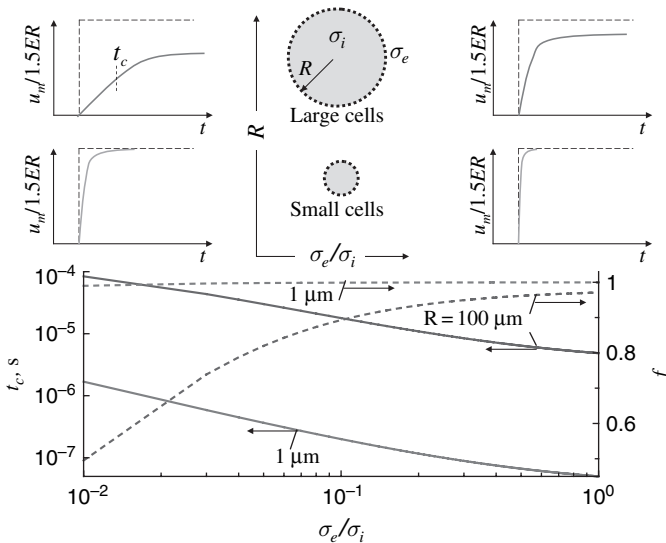 u_m/1.5ER
t_c
t
u_m/1.5ER
t
R
σ_i
σ_e
R
Large cells
Small cells
σ_e/σ_i
u_m/1.5ER
t
u_m/1.5ER
t
10⁻⁴
10⁻⁵
10⁻⁶
10⁻⁷
t_c, s
1 μm
R = 100 μm
1 μm
1
0.8
0.6
f
10⁻²
10⁻¹
10⁰
σ_e/σ_i